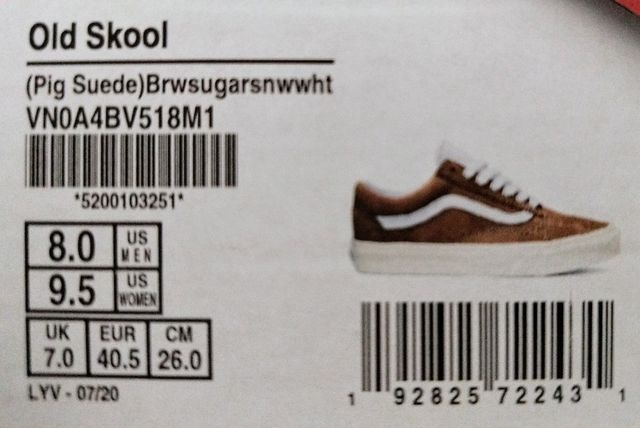 Old Skool
(Pig Suede)Brwsugarsnwwht
VN0A4BV518M1
*5200103251*
8.0 US MEN
9.5 US WOMEN
UK EUR CM
7.0 40.5 26.0
LYV - 07/20
1 92825 72243 1